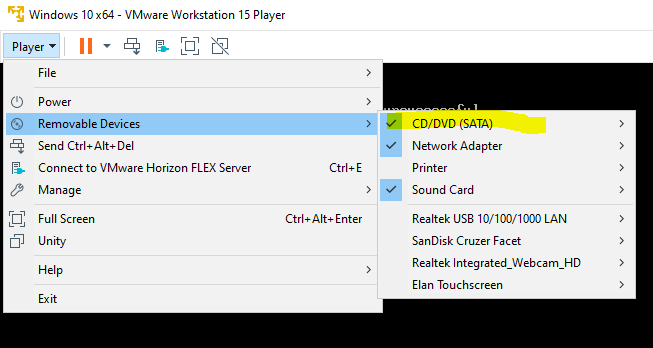 Windows 10 x64 - VMware Workstation 15 Player
Player
File
Power
Removable Devices
Send Ctrl+Alt+Del
Connect to VMware Horizon FLEX Server Ctrl+E
Manage
Full Screen Ctrl+Alt+Enter
Unity
Help
Exit
CD/DVD (SATA)
Network Adapter
Printer
Sound Card
Realtek USB 10/100/1000 LAN
SanDisk Cruzer Facet
Realtek Integrated_Webcam_HD
Elan Touchscreen